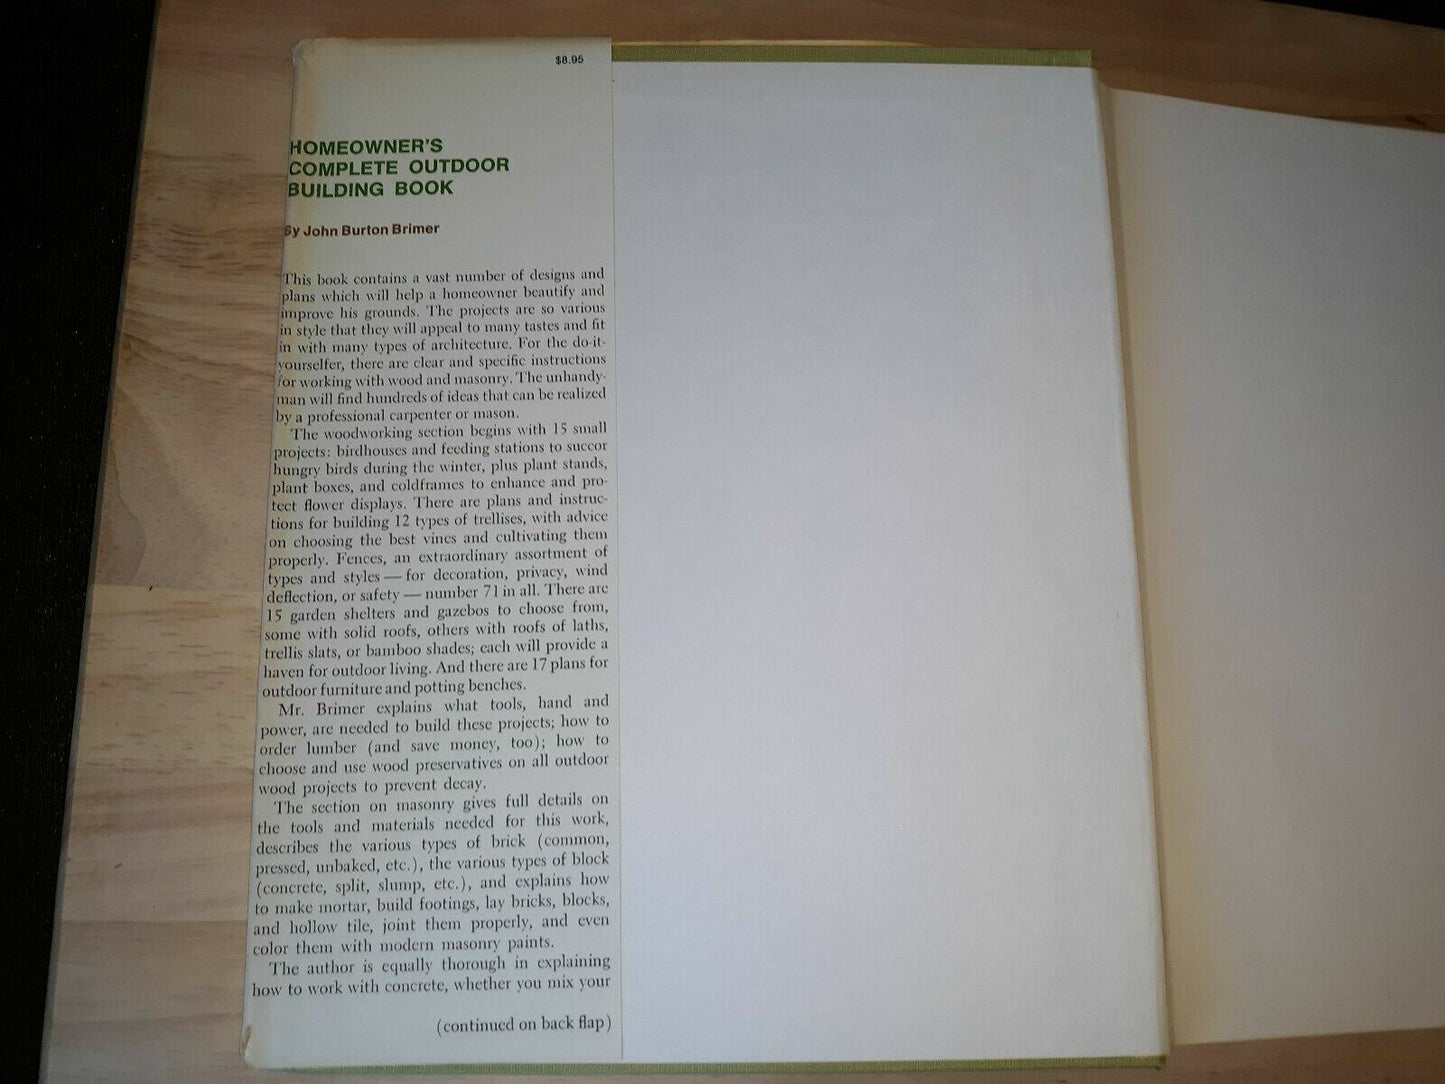 $8.95
HOMEOWNER'S
COMPLETE OUTDOOR
BUILDING BOOK
By John Burton Brimer
This book contains a vast number of designs and
plans which will help a homeowner beautify and
improve his grounds. The projects are so various
in style that they will appeal to many tastes and fit
in with many types of architecture. For the do-it-
yourselfer, there are clear and specific instructions
for working with wood and masonry. The unhandy-
man will find hundreds of ideas that can be realized
by a professional carpenter or mason.
The woodworking section begins with 15 small
projects: birdhouses and feeding stations to succor
hungry birds during the winter, plus plant stands,
plant boxes, and coldframes to enhance and pro-
tect flower displays. There are plans and instruc-
tions for building 12 types of trellises, with advice
on choosing the best vines and cultivating them
properly. Fences, an extraordinary assortment of
types and styles — for decoration, privacy, wind
deflection, or safety — number 71 in all. There are
15 garden shelters and gazebos to choose from,
some with solid roofs, others with roofs of laths,
trellis slats, or bamboo shades; each will provide a
haven for outdoor living. And there are 17 plans for
outdoor furniture and potting benches.
Mr. Brimer explains what tools, hand and
power, are needed to build these projects; how to
order lumber (and save money, too); how to
choose and use wood preservatives on all outdoor
wood projects to prevent decay.
The section on masonry gives full details on
the tools and materials needed for this work,
describes the various types of brick (common,
pressed, unbaked, etc.), the various types of block
(concrete, split, slump, etc.), and explains how
to make mortar, build footings, lay bricks, blocks,
and hollow tile, joint them properly, and even
color them with modern masonry paints.
The author is equally thorough in explaining
how to work with concrete, whether you mix your
(continued on back flap)